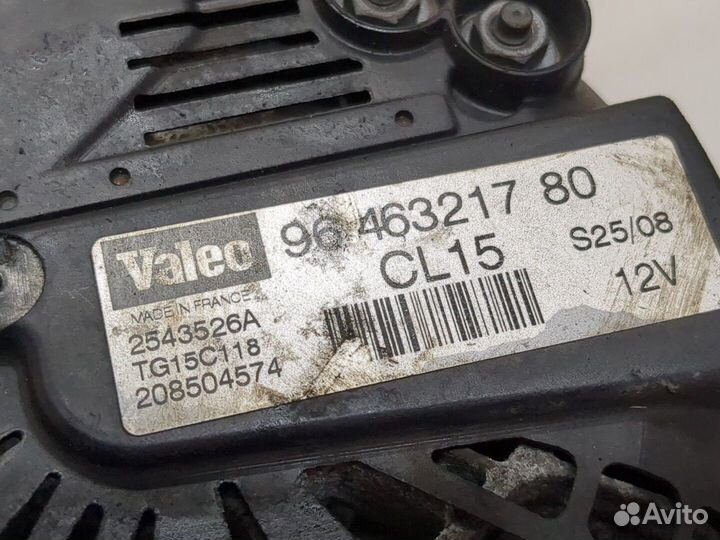 Valeo
96 463217 80
S25/08
CL15
12V
MADE IN FRANCE
2543526A
TG15C118
208504574
Avito